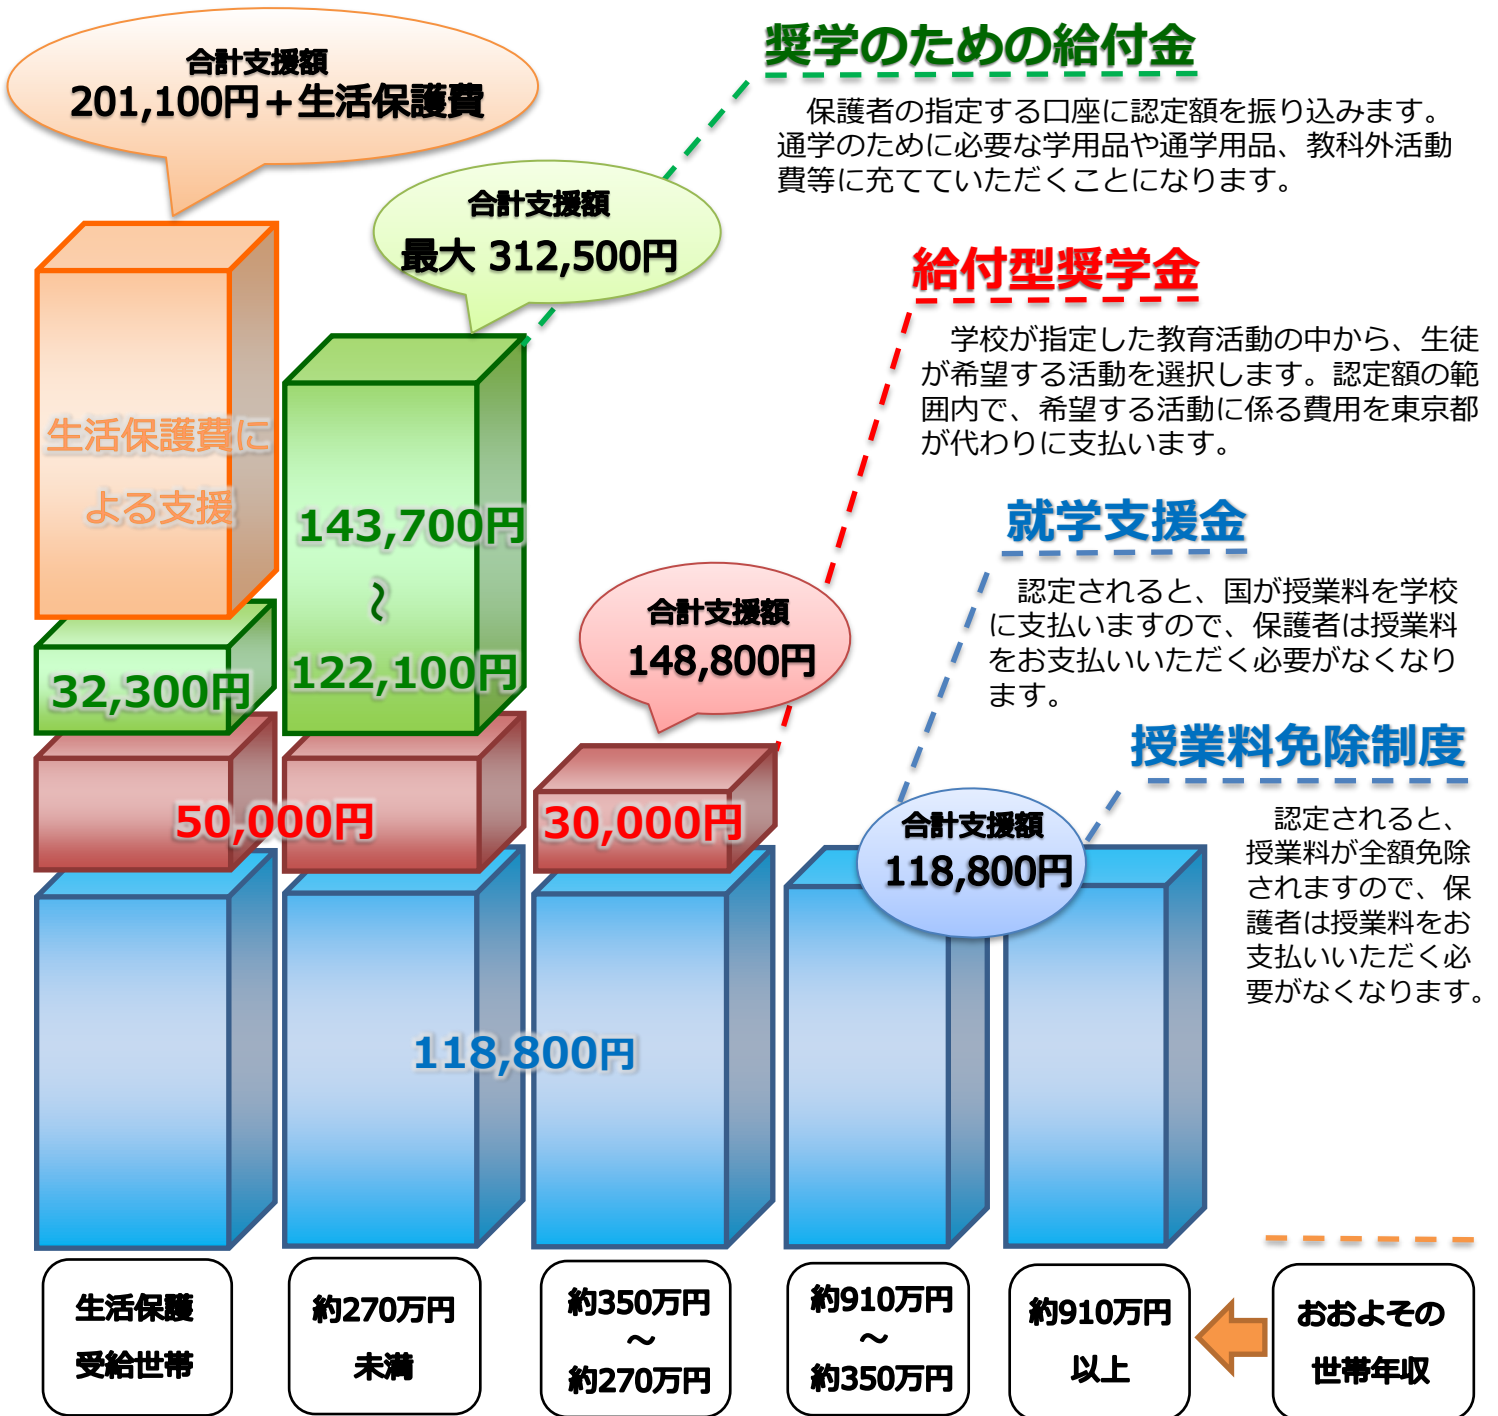 合計支援額
201,100円＋生活保護費
奨学のための給付金
保護者の指定する口座に認定額を振り込みます。
通学のために必要な学用品や通学用品、教科外活動
費等に充てていただくことになります。
合計支援額
最大 312,500円
給付型奨学金
学校が指定した教育活動の中から、生徒
が希望する活動を選択します。認定額の範
囲内で、希望する活動に係る費用を東京都
が代わりに支払います。
生活保護費に
よる支援
143,700円
～
122,100円
就学支援金
認定されると、国が授業料を学校
に支払いますので、保護者は授業料
をお支払いいただく必要がなくなり
ます。
合計支援額
148,800円
32,300円
授業料免除制度
認定されると、
授業料が全額免除
されますので、保
護者は授業料をお
支払いいただく必
要がなくなります。
50,000円
30,000円
合計支援額
118,800円
118,800円
生活保護
受給世帯
約270万円
未満
約350万円
～
約270万円
約910万円
～
約350万円
約910万円
以上
おおよその
世帯年収